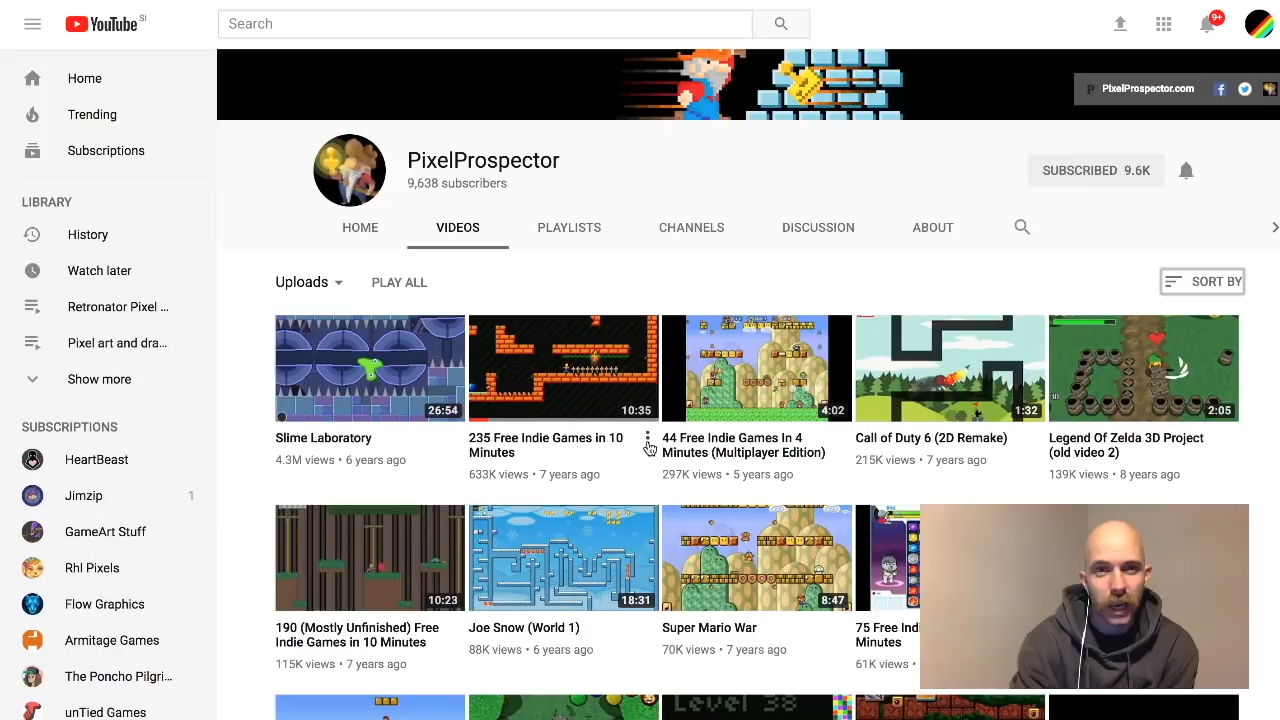 YouTube SI
Search
9+
Home
Trending
Subscriptions
LIBRARY
History
Watch later
Retronator Pixel ...
Pixel art and dra...
Show more
SUBSCRIPTIONS
HeartBeast
Jimzip 1
GameArt Stuff
Rhl Pixels
Flow Graphics
Armitage Games
The Poncho Pilgri...
unTied Games
PixelProspector.com
PixelProspector
9,638 subscribers
SUBSCRIBED 9.6K
HOME VIDEOS PLAYLISTS CHANNELS DISCUSSION ABOUT
Uploads PLAY ALL SORT BY
26:54
Slime Laboratory
4.3M views • 6 years ago
10:35
235 Free Indie Games in 10
Minutes
633K views • 7 years ago
4:02
44 Free Indie Games In 4
Minutes (Multiplayer Edition)
297K views • 5 years ago
1:32
Call of Duty 6 (2D Remake)
215K views • 7 years ago
3D
2:05
Legend Of Zelda 3D Project
(old video 2)
139K views • 8 years ago
10:23
190 (Mostly Unfinished) Free
Indie Games in 10 Minutes
115K views • 7 years ago
18:31
Joe Snow (World 1)
88K views • 6 years ago
8:47
Super Mario War
70K views • 7 years ago
75 Free Indi
Minutes
61K views •
Level 38